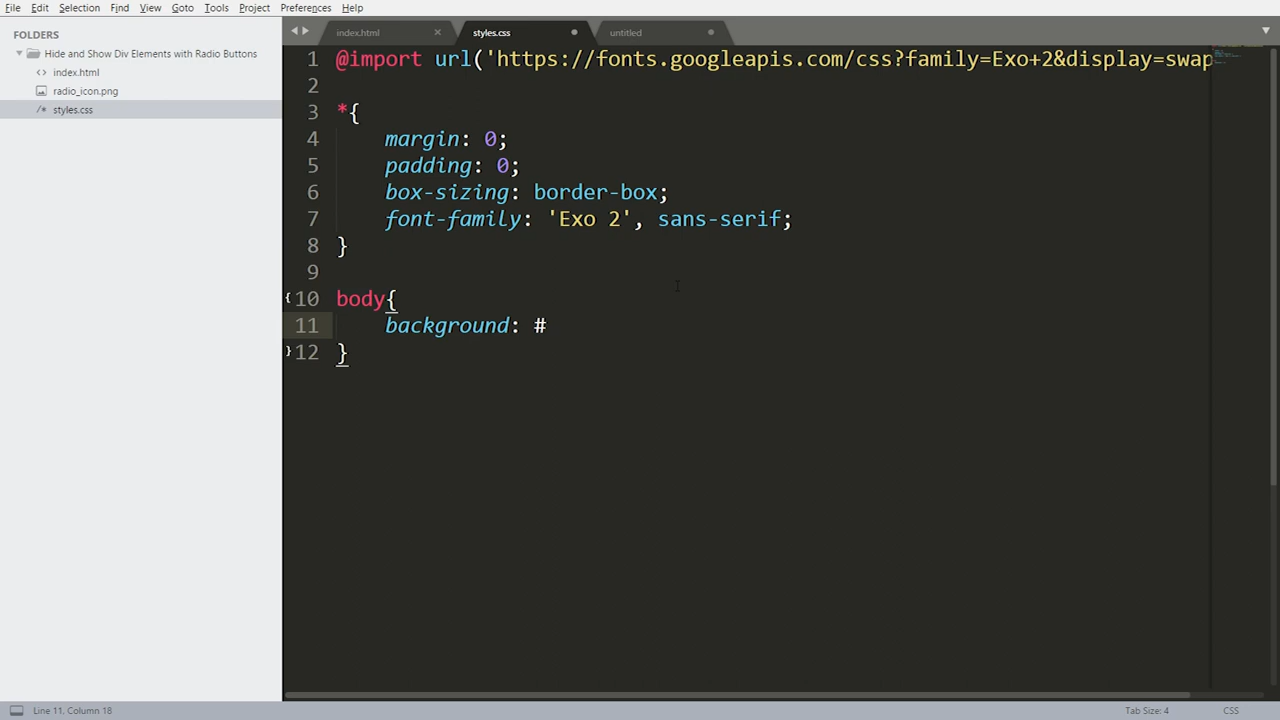 File Edit Selection Find View Goto Tools Project Preferences Help
FOLDERS
Hide and Show Div Elements with Radio Buttons
<> index.html
radio_icon.png
/* styles.css
index.html × styles.css untitled
1 @import url('https://fonts.googleapis.com/css?family=Exo+2&display=swap
2
3 *{
4 margin: 0;
5 padding: 0;
6 box-sizing: border-box;
7 font-family: 'Exo 2', sans-serif;
8 }
9
{ 10 body{
11 background: #
} 12 }
Line 11, Column 18 Tab Size: 4 CSS